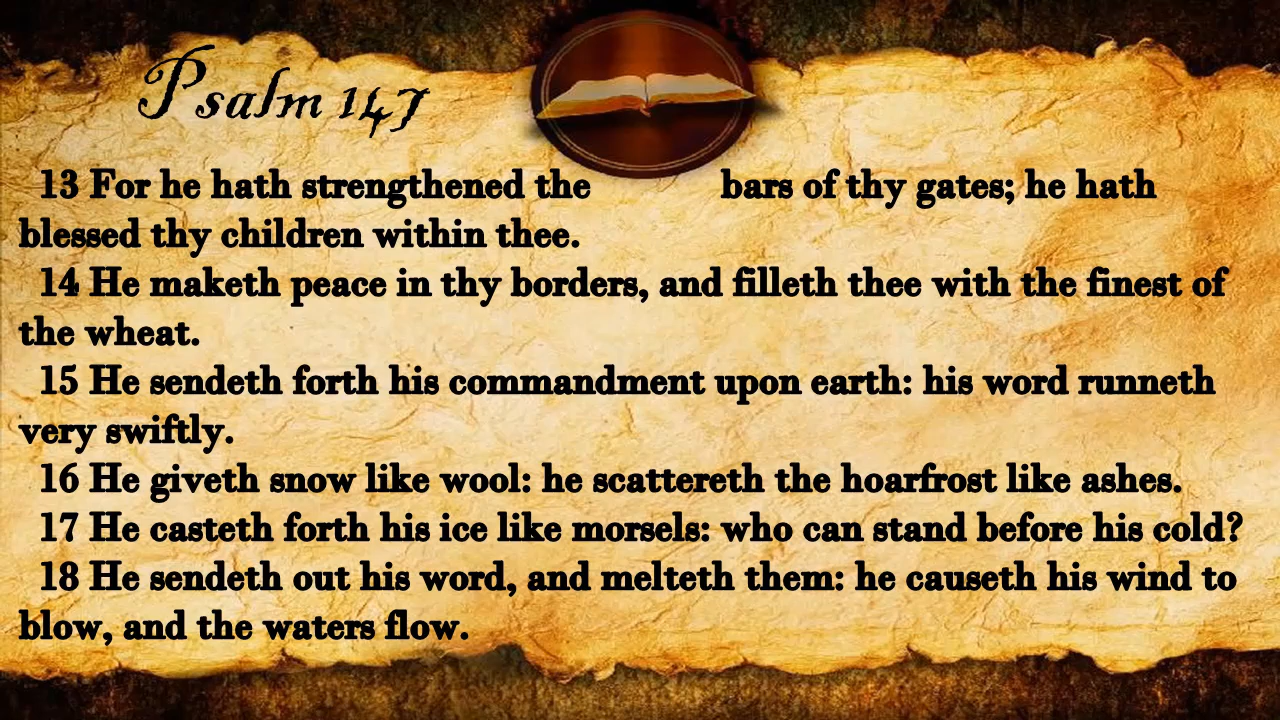 Psalm 147
13 For he hath strengthened the bars of thy gates; he hath
blessed thy children within thee.
14 He maketh peace in thy borders, and filleth thee with the finest of
the wheat.
15 He sendeth forth his commandment upon earth: his word runneth
very swiftly.
16 He giveth snow like wool: he scattereth the hoarfrost like ashes.
17 He casteth forth his ice like morsels: who can stand before his cold?
18 He sendeth out his word, and melteth them: he causeth his wind to
blow, and the waters flow.